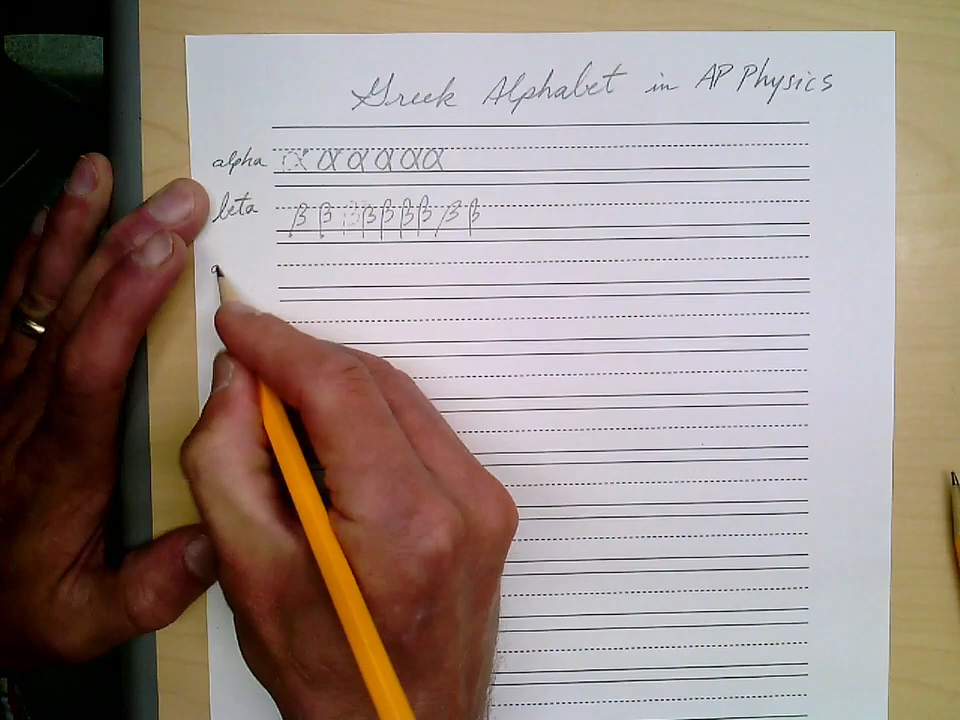 Greek Alphabet in AP Physics
alpha α α α α α α
beta β β β β β β β β β